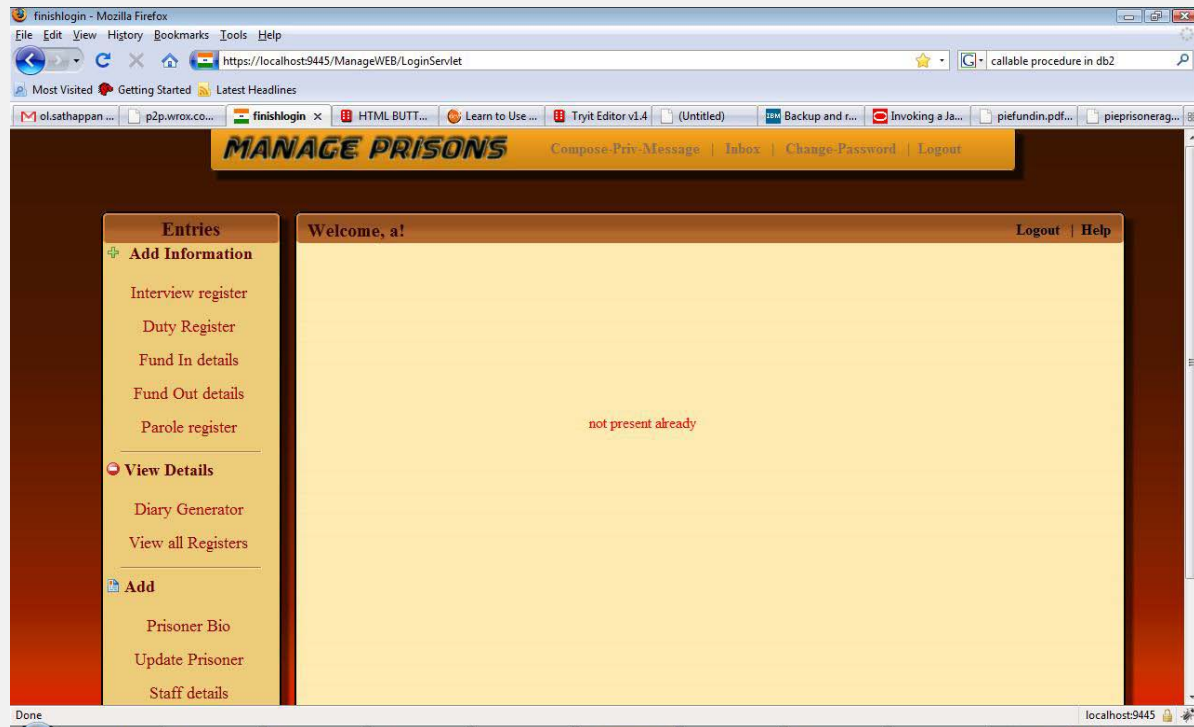 finishlogin - Mozilla Firefox
File Edit View History Bookmarks Tools Help
https://localhost:9445/ManageWEB/LoginServlet
callable procedure in db2
Most Visited Getting Started Latest Headlines
ol.sathappan ... p2p.wrox.co... finishlogin HTML BUTT... Learn to Use ... Tryit Editor v1.4 (Untitled) Backup and r... Invoking a Ja... piefundin.pdf... pieprisonerag...
MANAGE PRISONS Compose-Priv-Message | Inbox | Change-Password | Logout
Entries
Add Information
Interview register
Duty Register
Fund In details
Fund Out details
Parole register
View Details
Diary Generator
View all Registers
Add
Prisoner Bio
Update Prisoner
Staff details
Welcome, a! Logout | Help
not present already
Done localhost:9445